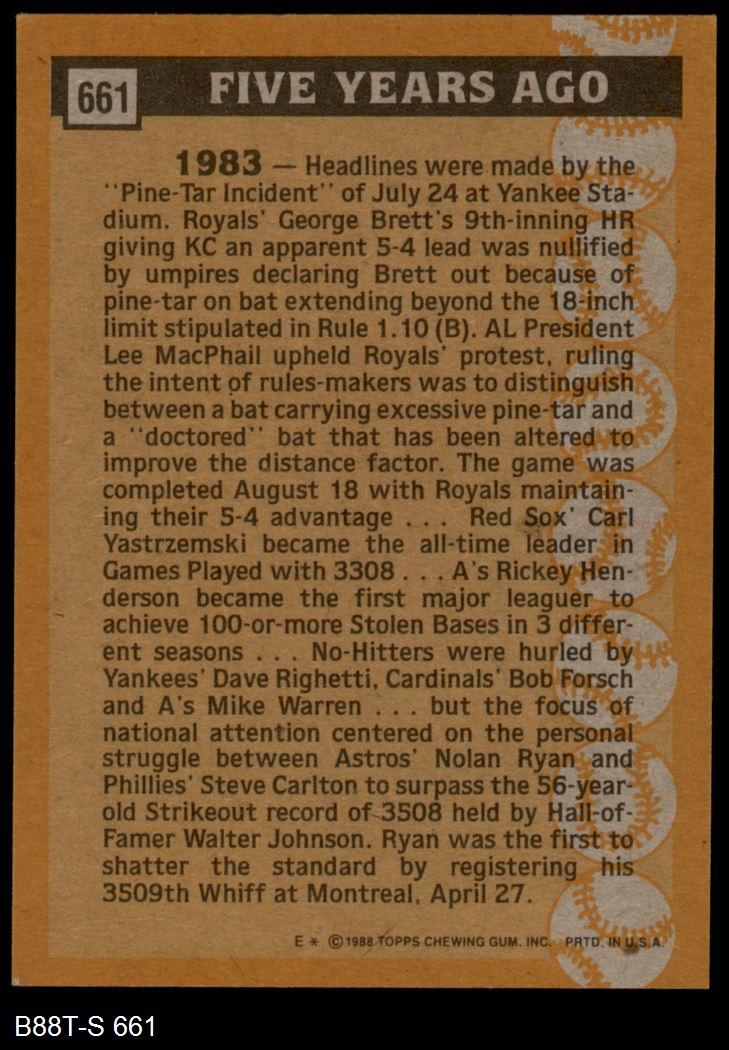 661 FIVE YEARS AGO
1983 — Headlines were made by the
"Pine-Tar Incident" of July 24 at Yankee Sta-
dium. Royals' George Brett's 9th-inning HR
giving KC an apparent 5-4 lead was nullified
by umpires declaring Brett out because of
pine-tar on bat extending beyond the 18-inch
limit stipulated in Rule 1.10 (B). AL President
Lee MacPhail upheld Royals' protest, ruling
the intent of rules-makers was to distinguish
between a bat carrying excessive pine-tar and
a "doctored" bat that has been altered to
improve the distance factor. The game was
completed August 18 with Royals maintain-
ing their 5-4 advantage . . . Red Sox' Carl
Yastrzemski became the all-time leader in
Games Played with 3308 . . . A's Rickey Hen-
derson became the first major leaguer to
achieve 100-or-more Stolen Bases in 3 differ-
ent seasons . . . No-Hitters were hurled by
Yankees' Dave Righetti, Cardinals' Bob Forsch
and A's Mike Warren . . . but the focus of
national attention centered on the personal
struggle between Astros' Nolan Ryan and
Phillies' Steve Carlton to surpass the 56-year-
old Strikeout record of 3508 held by Hall-of-
Famer Walter Johnson. Ryan was the first to
shatter the standard by registering his
3509th Whiff at Montreal, April 27.
E * © 1988 TOPPS CHEWING GUM. INC. PRTD. IN U.S.A.
B88T-S 661